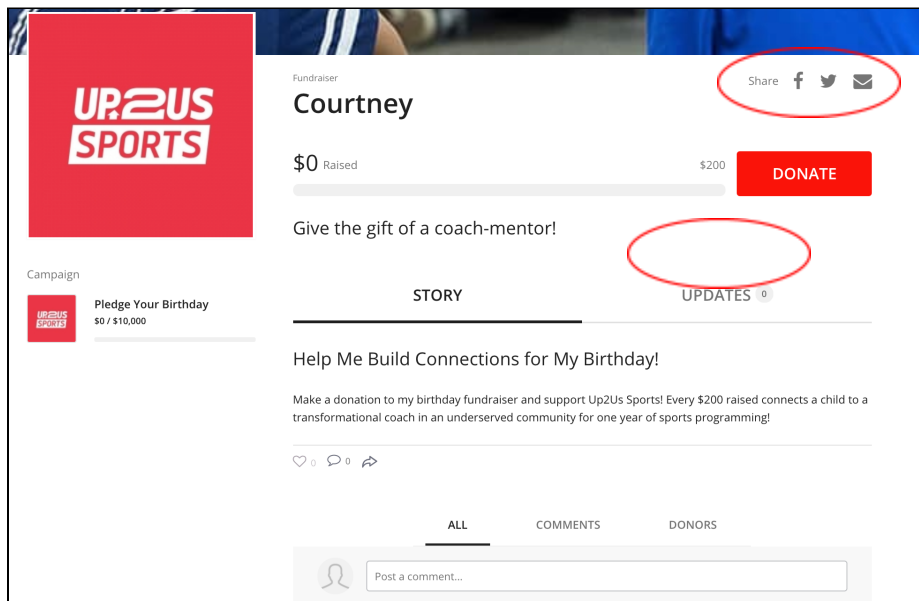 UP2US
SPORTS
Fundraiser
Courtney
Share
$0 Raised
$200
DONATE
Give the gift of a coach-mentor!
Campaign
UP2US
SPORTS
Pledge Your Birthday
$0 / $10,000
STORY
UPDATES 0
Help Me Build Connections for My Birthday!
Make a donation to my birthday fundraiser and support Up2Us Sports! Every $200 raised connects a child to a
transformational coach in an underserved community for one year of sports programming!
0 0
ALL COMMENTS DONORS
Post a comment...